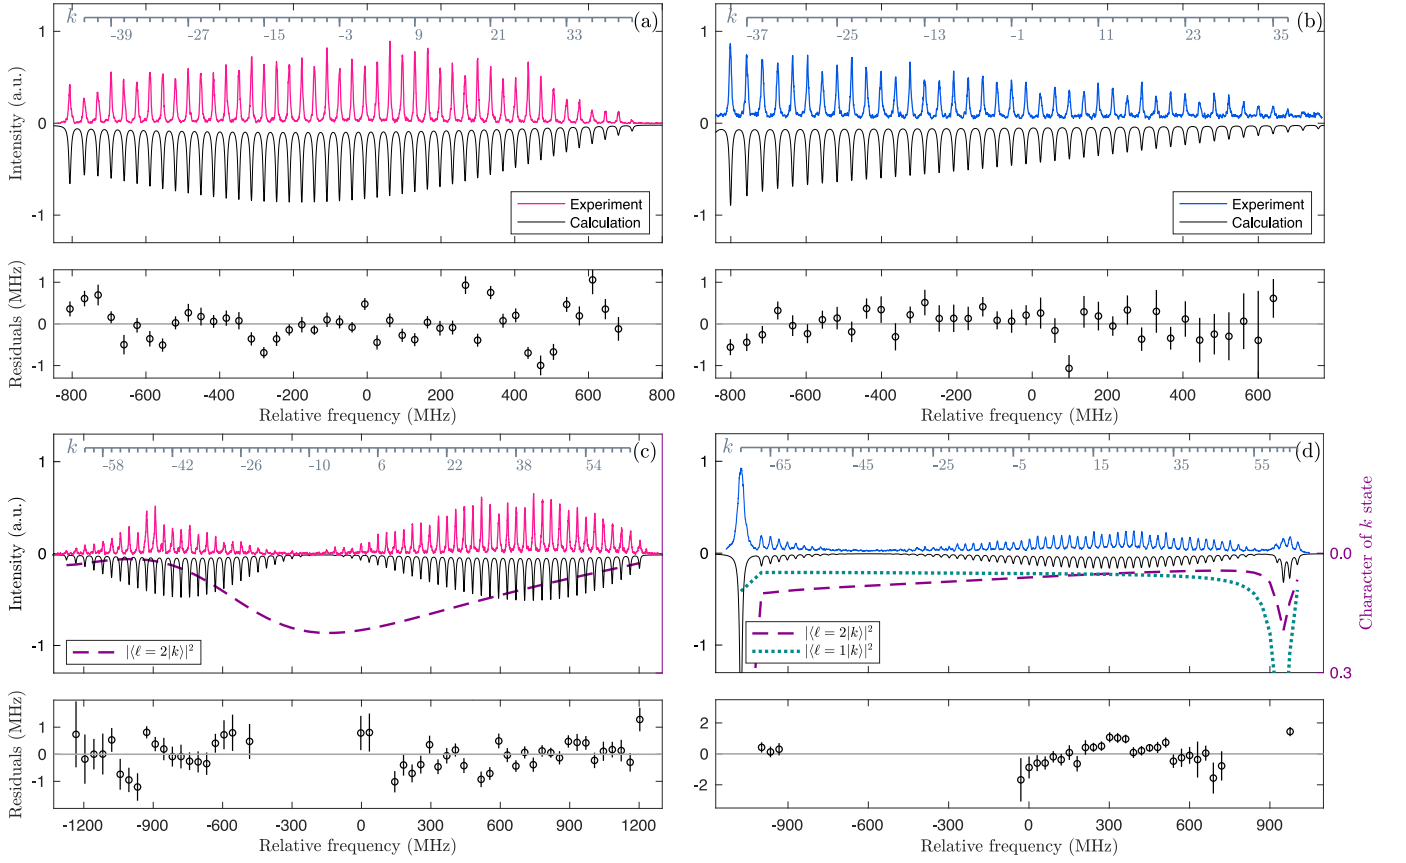 k
-39 -27 -15 -3 9 21 33
(a)
1
0
-1
Intensity (a.u.)
Experiment
Calculation
1
0
-1
Residuals (MHz)
-800 -600 -400 -200 0 200 400 600 800
Relative frequency (MHz)
k
-37 -25 -13 -1 11 23 35
(b)
1
0
-1
Experiment
Calculation
1
0
-1
-800 -600 -400 -200 0 200 400 600
Relative frequency (MHz)
k
-58 -42 -26 -10 6 22 38 54
(c)
1
0
-1
Intensity (a.u.)
|⟨ℓ = 2|k⟩|²
1
0
-1
Residuals (MHz)
-1200 -900 -600 -300 0 300 600 900 1200
Relative frequency (MHz)
k
-65 -45 -25 -5 15 35 55
(d)
1
0
-1
0.0
0.3
Character of k state
|⟨ℓ = 2|k⟩|²
|⟨ℓ = 1|k⟩|²
2
0
-2
-900 -600 -300 0 300 600 900
Relative frequency (MHz)